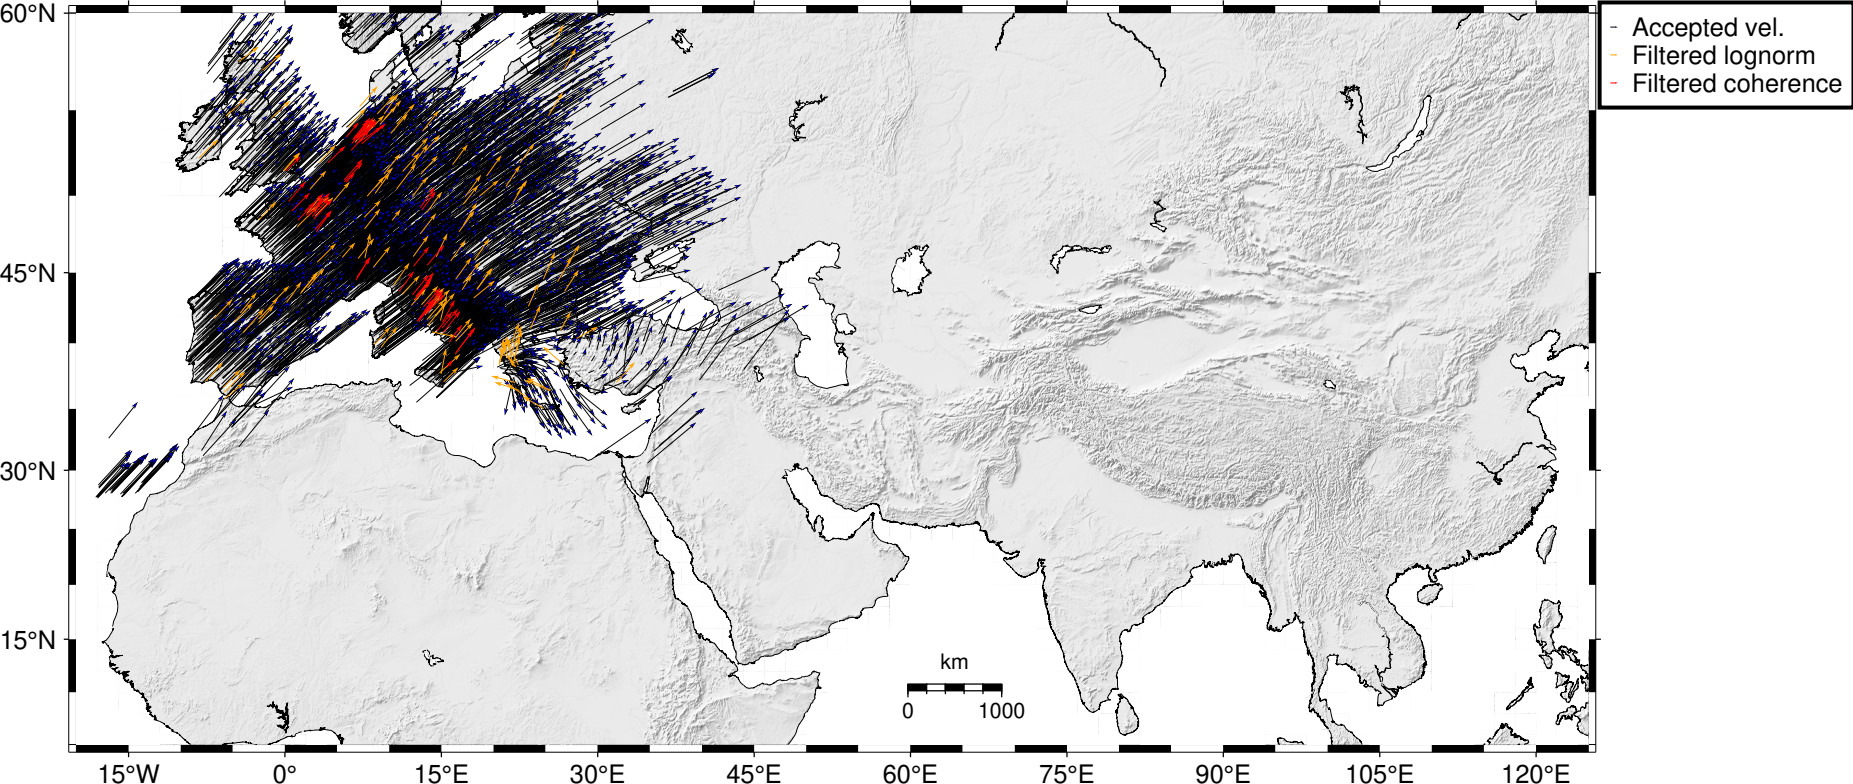 60°N
45°N
30°N
15°N
15°W 0° 15°E 30°E 45°E 60°E 75°E 90°E 105°E 120°E
km
0 1000
Accepted vel.
Filtered lognorm
Filtered coherence